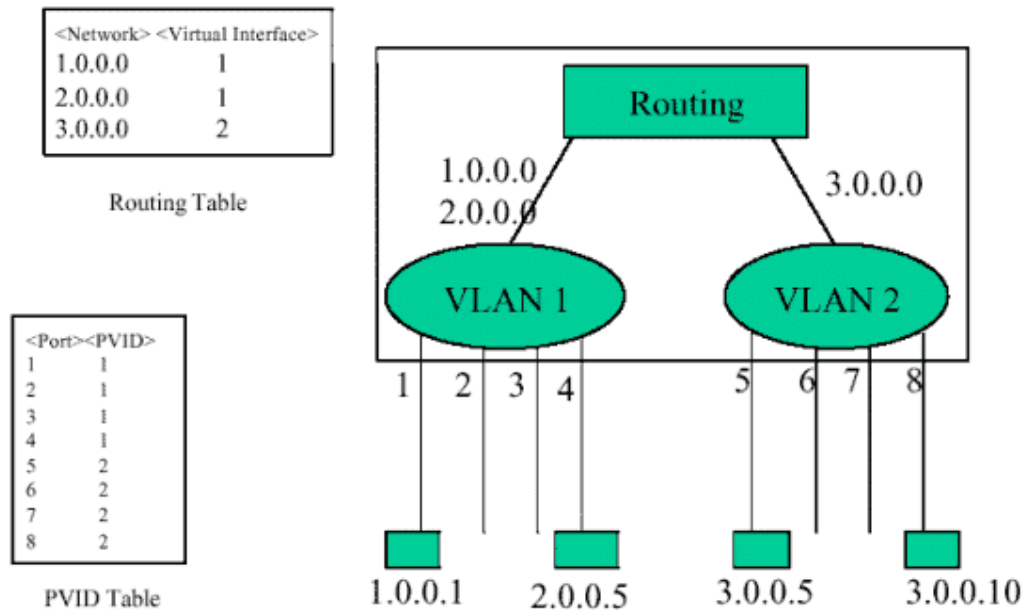 <Network> <Virtual Interface>
1.0.0.0 1
2.0.0.0 1
3.0.0.0 2
Routing Table
Routing
1.0.0.0
2.0.0.0
3.0.0.0
VLAN 1
VLAN 2
<Port><PVID>
1 1
2 1
3 1
4 1
5 2
6 2
7 2
8 2
PVID Table
1 2 3 4 5 6 7 8
1.0.0.1 2.0.0.5 3.0.0.5 3.0.0.10